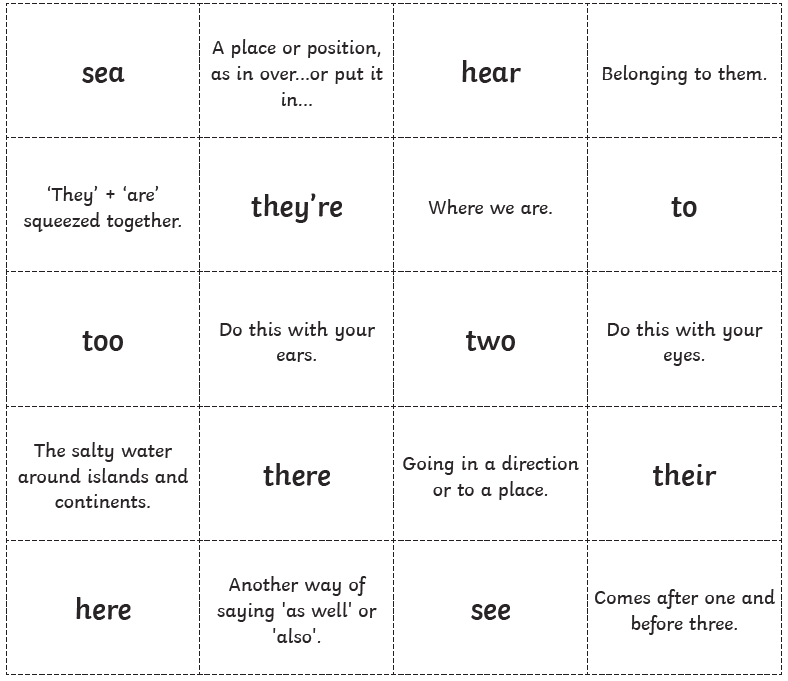 sea
A place or position,
as in over...or put it
in...
hear
Belonging to them.
‘They’ + ‘are’
squeezed together.
they’re
Where we are.
to
too
Do this with your
ears.
two
Do this with your
eyes.
The salty water
around islands and
continents.
there
Going in a direction
or to a place.
their
here
Another way of
saying 'as well' or
'also'.
see
Comes after one and
before three.